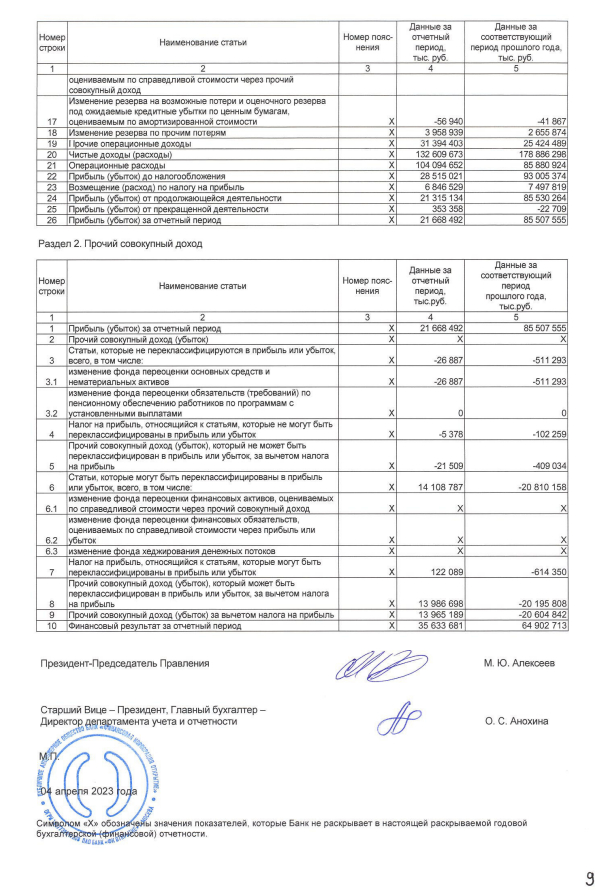 Номер строки | Наименование статьи | Номер пояс-нения | Данные за отчетный период, тыс. руб. | Данные за соответствующий период прошлого года, тыс. руб.
1 | 2 | 3 | 4 | 5
оцениваемым по справедливой стоимости через прочий
совокупный доход
Изменение резерва на возможные потери и оценочного резерва
под ожидаемые кредитные убытки по ценным бумагам,
17 | оцениваемым по амортизированной стоимости | X | -56 940 | -41 867
18 | Изменение резерва по прочим потерям | X | 3 958 939 | 2 655 874
19 | Прочие операционные доходы | X | 31 394 403 | 25 424 489
20 | Чистые доходы (расходы) | X | 132 609 673 | 178 886 298
21 | Операционные расходы | X | 104 094 652 | 85 880 924
22 | Прибыль (убыток) до налогообложения | X | 28 515 021 | 93 005 374
23 | Возмещение (расход) по налогу на прибыль | X | 6 846 529 | 7 497 819
24 | Прибыль (убыток) от продолжающейся деятельности | X | 21 315 134 | 85 530 264
25 | Прибыль (убыток) от прекращенной деятельности | X | 353 358 | -22 709
26 | Прибыль (убыток) за отчетный период | X | 21 668 492 | 85 507 555
Раздел 2. Прочий совокупный доход
Номер строки | Наименование статьи | Номер пояс-нения | Данные за отчетный период, тыс.руб. | Данные за соответствующий период прошлого года, тыс.руб.
1 | 2 | 3 | 4 | 5
1 | Прибыль (убыток) за отчетный период | X | 21 668 492 | 85 507 555
2 | Прочий совокупный доход (убыток) | X | X | X
Статьи, которые не переклассифицируются в прибыль или убыток,
3 | всего, в том числе: | X | -26 887 | -511 293
изменение фонда переоценки основных средств и
3.1 | нематериальных активов | X | -26 887 | -511 293
изменение фонда переоценки обязательств (требований) по
пенсионному обеспечению работников по программам с
3.2 | установленными выплатами | X | 0 | 0
Налог на прибыль, относящийся к статьям, которые не могут быть
4 | переклассифицированы в прибыль или убыток | X | -5 378 | -102 259
Прочий совокупный доход (убыток), который не может быть
переклассифицирован в прибыль или убыток, за вычетом налога
5 | на прибыль | X | -21 509 | -409 034
Статьи, которые могут быть переклассифицированы в прибыль
6 | или убыток, всего, в том числе: | X | 14 108 787 | -20 810 158
изменение фонда переоценки финансовых активов, оцениваемых
6.1 | по справедливой стоимости через прочий совокупный доход | X | X | X
изменение фонда переоценки финансовых обязательств,
оцениваемых по справедливой стоимости через прибыль или
6.2 | убыток | X | X | X
6.3 | изменение фонда хеджирования денежных потоков | X | X | X
Налог на прибыль, относящийся к статьям, которые могут быть
7 | переклассифицированы в прибыль или убыток | X | 122 089 | -614 350
Прочий совокупный доход (убыток), который может быть
переклассифицирован в прибыль или убыток, за вычетом налога
8 | на прибыль | X | 13 986 698 | -20 195 808
9 | Прочий совокупный доход (убыток) за вычетом налога на прибыль | X | 13 965 189 | -20 604 842
10 | Финансовый результат за отчетный период | X | 35 633 681 | 64 902 713
Президент-Председатель Правления М. Ю. Алексеев
Старший Вице – Президент, Главный бухгалтер –
Директор департамента учета и отчетности О. С. Анохина
М.П.
04 апреля 2023 года
Символом «Х» обозначены значения показателей, которые Банк не раскрывает в настоящей раскрываемой годовой
бухгалтерской (финансовой) отчетности.
9